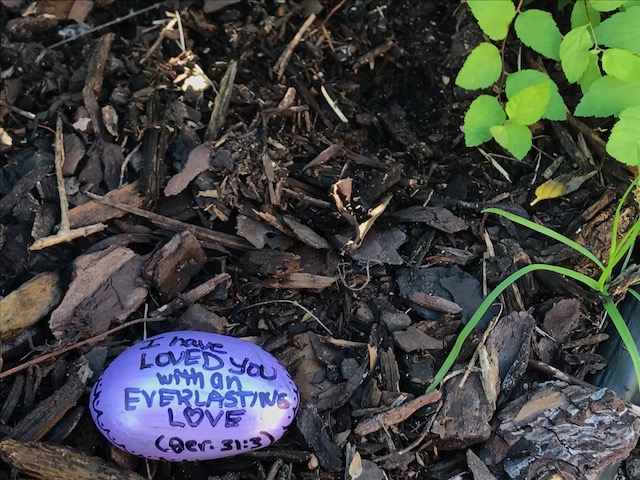 I have
LOVED YOU
with an
EVERLASTING
LOVE
(Jer. 31:3)